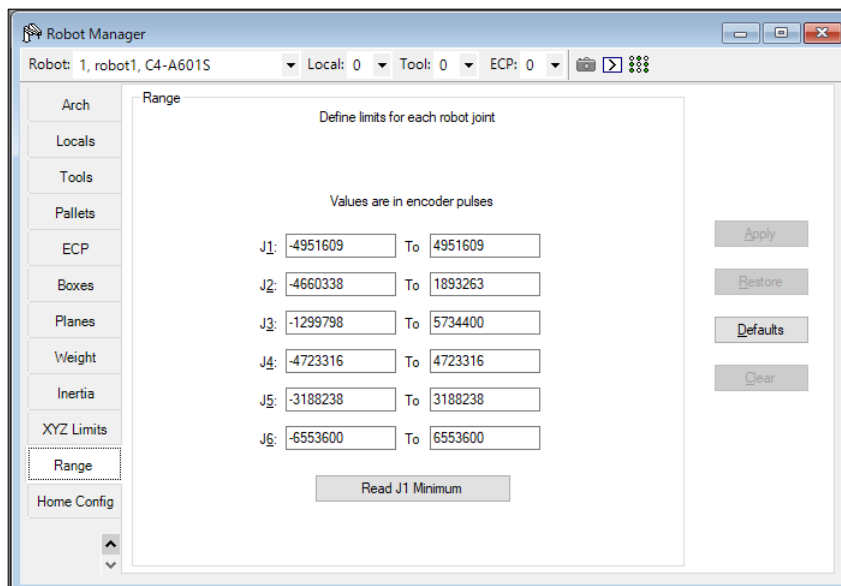 Robot Manager
Robot: 1, robot1, C4-A601S Local: 0 Tool: 0 ECP: 0
Arch
Locals
Tools
Pallets
ECP
Boxes
Planes
Weight
Inertia
XYZ Limits
Range
Home Config
Range
Define limits for each robot joint
Values are in encoder pulses
J1: -4951609 To 4951609
J2: -4660338 To 1893263
J3: -1299798 To 5734400
J4: -4723316 To 4723316
J5: -3188238 To 3188238
J6: -6553600 To 6553600
Read J1 Minimum
Apply
Restore
Defaults
Clear